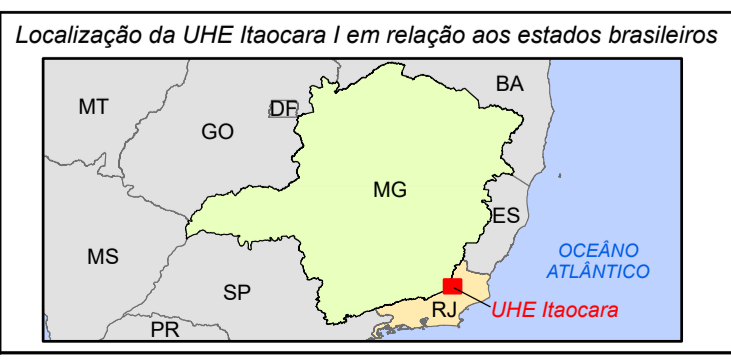 Localização da UHE Itaocara I em relação aos estados brasileiros
MT
DF
BA
GO
MG
ES
MS
OCEÂNO
ATLÂNTICO
SP
RJ
UHE Itaocara
PR